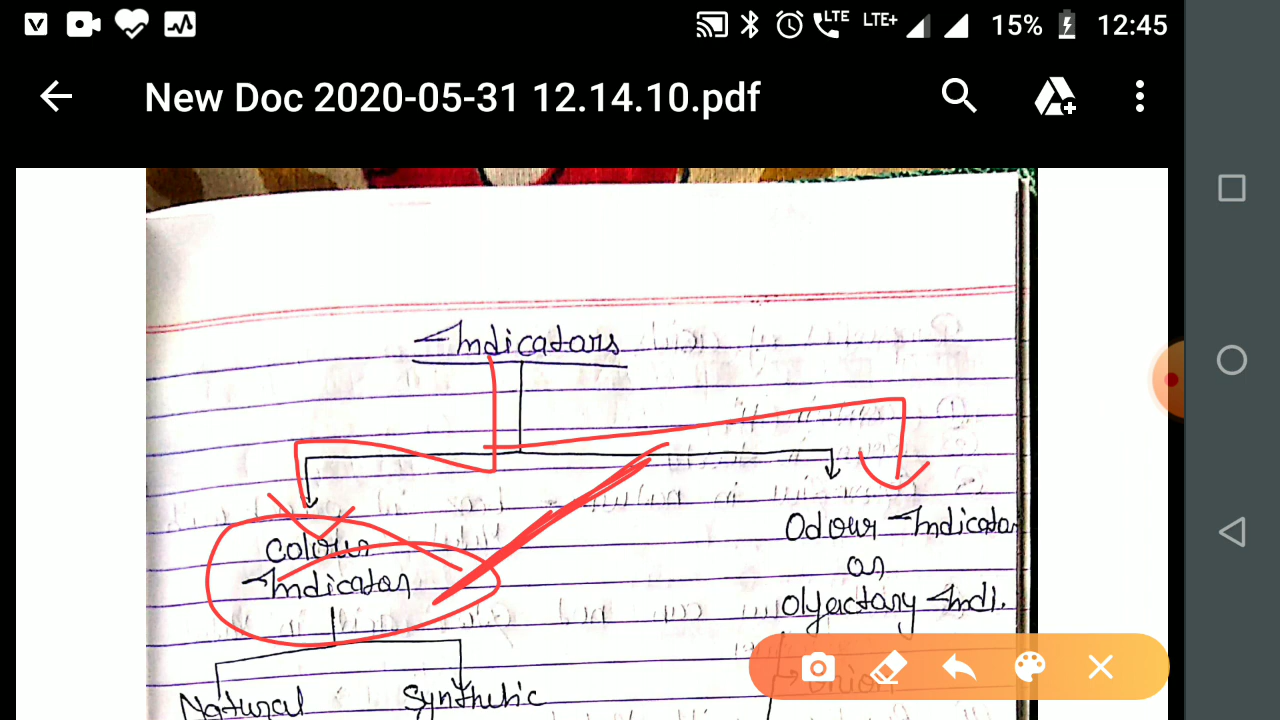 15% 12:45
New Doc 2020-05-31 12.14.10.pdf
Indicators
Colour
Indicator
Odour Indicator
or
Olfactory Indi.
Natural
Synthetic
Onion